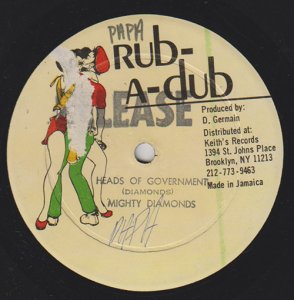 PAPA
RUB-
A-dub
LEASE
Produced by:
D. Germain
Distributed at:
Keith's Records
1394 St. Johns Place
Brooklyn, NY 11213
212-773-9463
Made in Jamaica
HEADS OF GOVERNMENT
(DIAMONDS)
MIGHTY DIAMONDS
PAPA